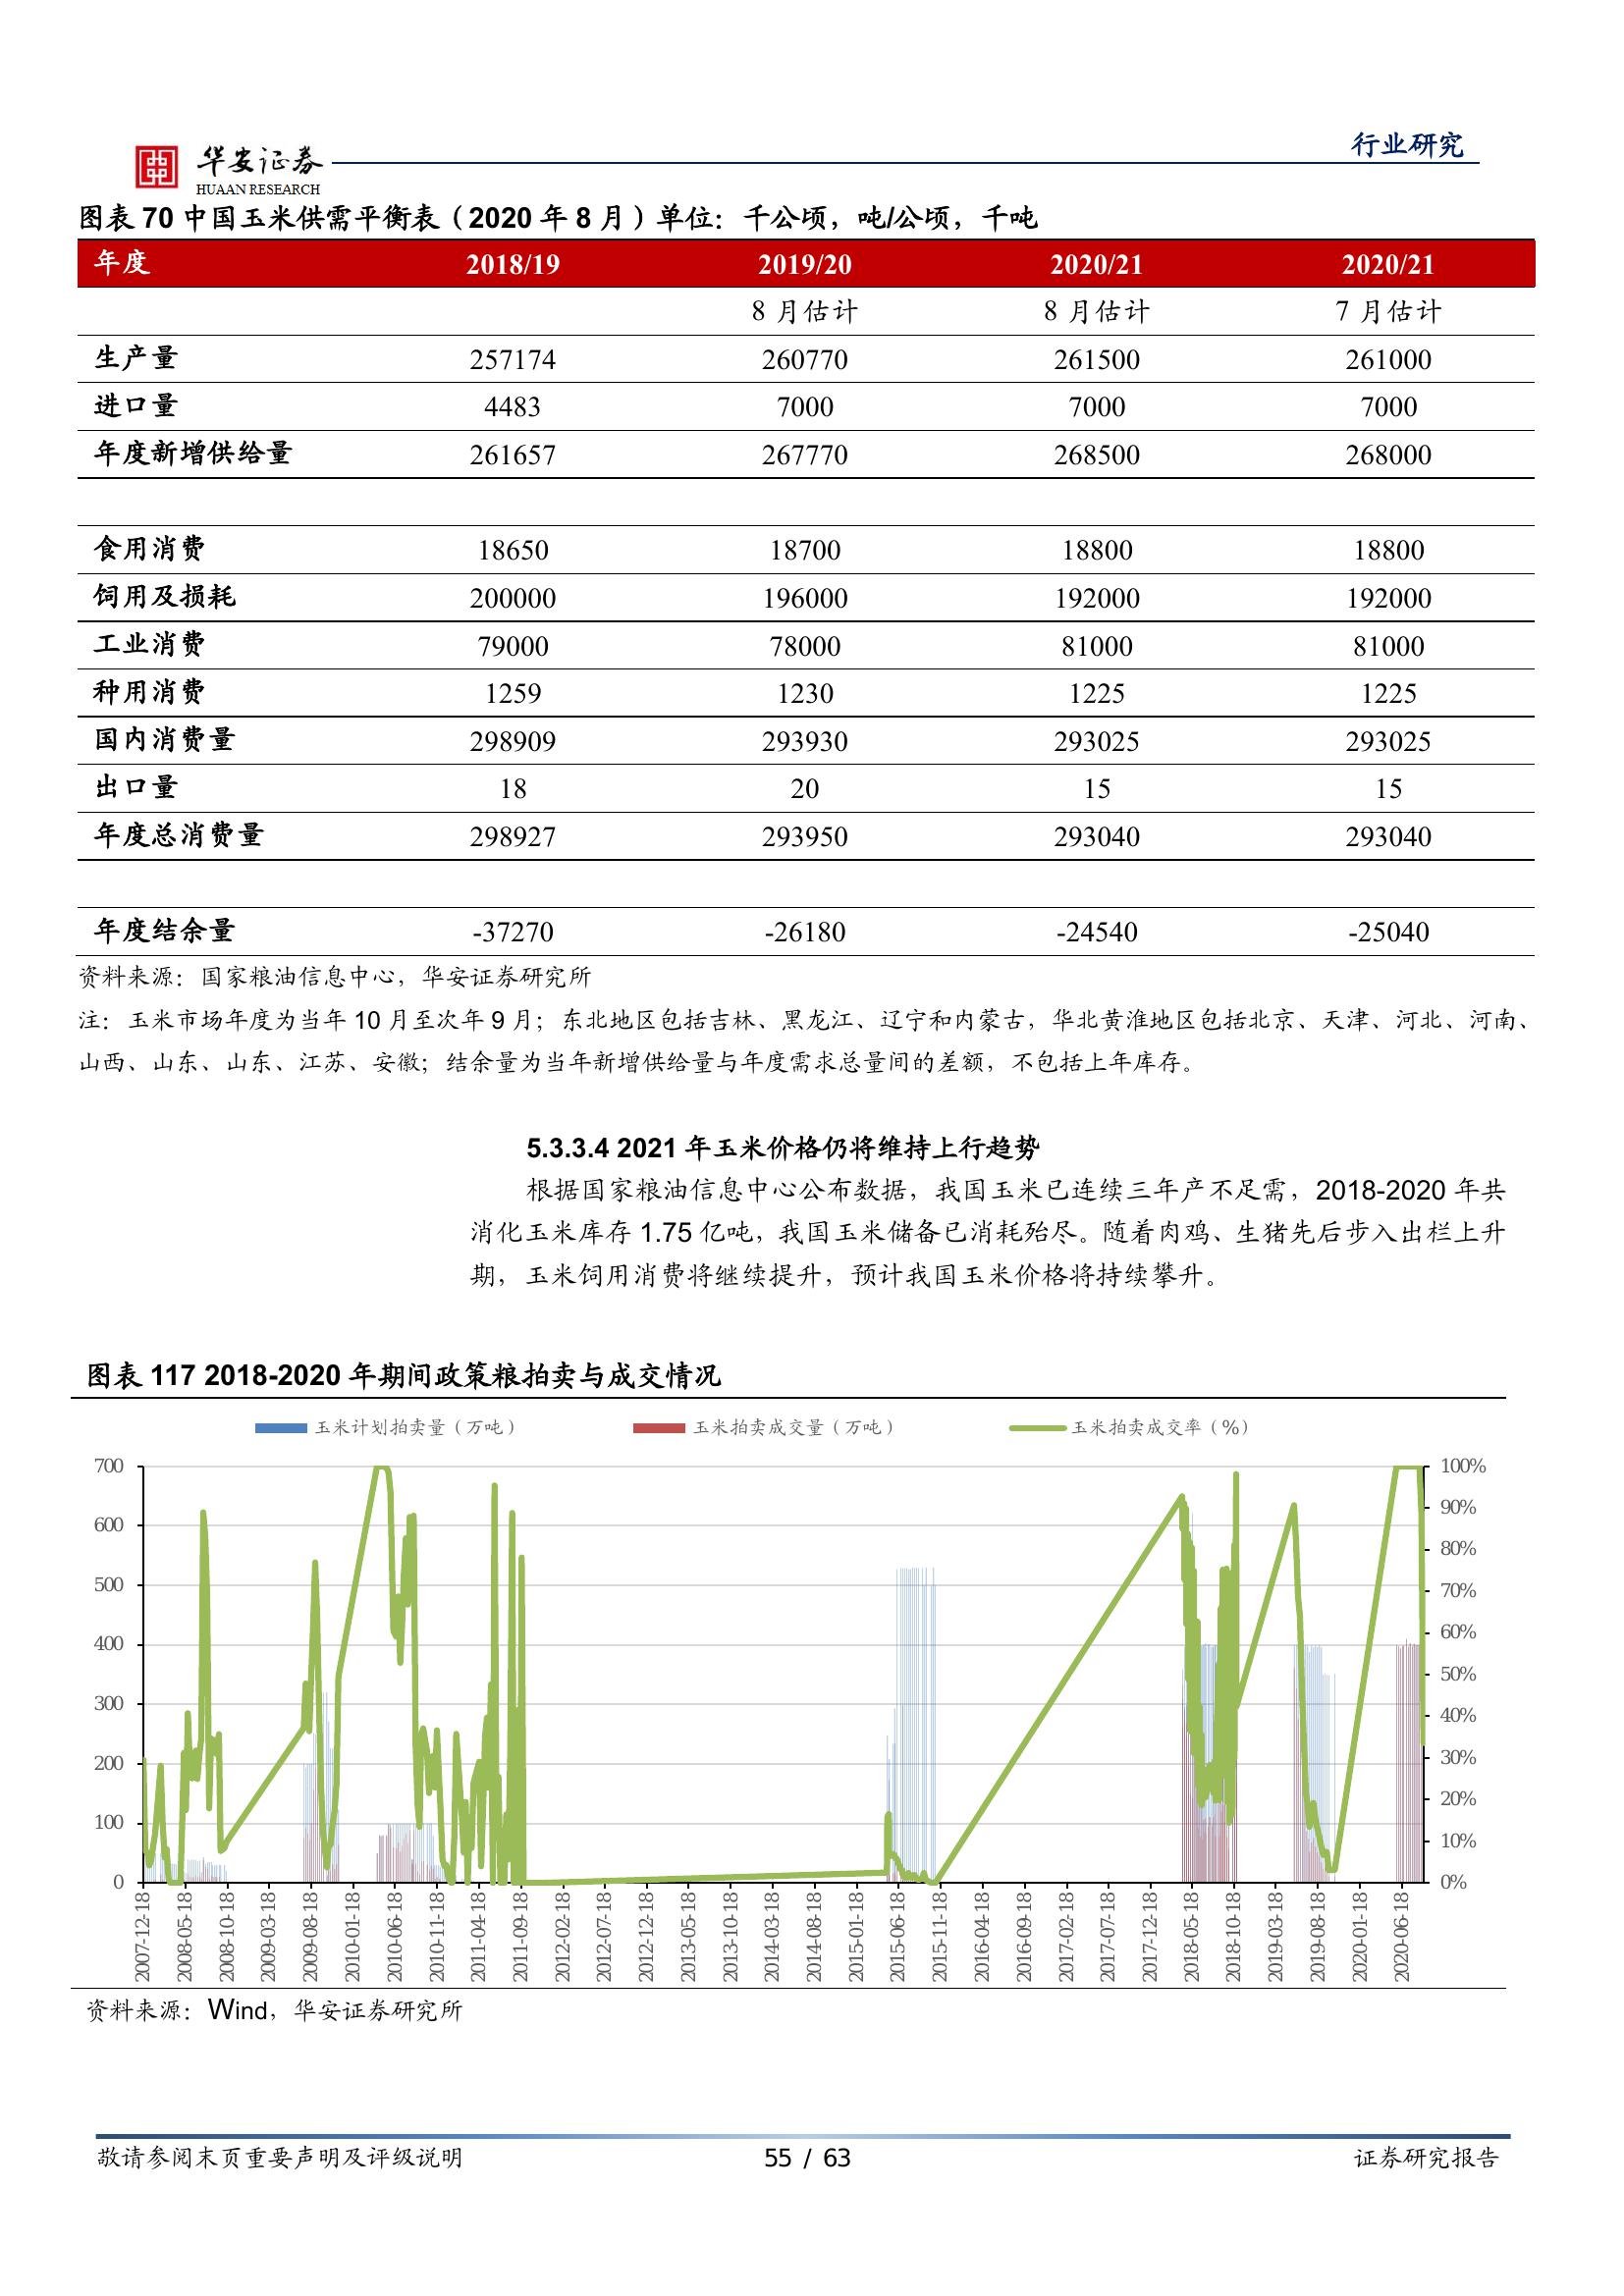 行业研究
华安证券
HUAAN RESEARCH
图表 70 中国玉米供需平衡表（2020 年 8 月）单位：千公顷，吨/公顷，千吨
年度 2018/19 2019/20 2020/21 2020/21
8 月估计 8 月估计 7 月估计
生产量 257174 260770 261500 261000
进口量 4483 7000 7000 7000
年度新增供给量 261657 267770 268500 268000
食用消费 18650 18700 18800 18800
饲用及损耗 200000 196000 192000 192000
工业消费 79000 78000 81000 81000
种用消费 1259 1230 1225 1225
国内消费量 298909 293930 293025 293025
出口量 18 20 15 15
年度总消费量 298927 293950 293040 293040
年度结余量 -37270 -26180 -24540 -25040
资料来源：国家粮油信息中心，华安证券研究所
注：玉米市场年度为当年 10 月至次年 9 月；东北地区包括吉林、黑龙江、辽宁和内蒙古，华北黄淮地区包括北京、天津、河北、河南、
山西、山东、山东、江苏、安徽；结余量为当年新增供给量与年度需求总量间的差额，不包括上年库存。
5.3.3.4 2021 年玉米价格仍将维持上行趋势
根据国家粮油信息中心公布数据，我国玉米已连续三年产不足需，2018-2020 年共
消化玉米库存 1.75 亿吨，我国玉米储备已消耗殆尽。随着肉鸡、生猪先后步入出栏上升
期，玉米饲用消费将继续提升，预计我国玉米价格将持续攀升。
图表 117 2018-2020 年期间政策粮拍卖与成交情况
玉米计划拍卖量（万吨） 玉米拍卖成交量（万吨） 玉米拍卖成交率（%）
700 100%
90%
600
80%
500 70%
400 60%
50%
300
40%
200 30%
20%
100
10%
0 0%
2007-12-18 2008-05-18 2008-10-18 2009-03-18 2009-08-18 2010-01-18 2010-06-18 2010-11-18 2011-04-18 2011-09-18 2012-02-18 2012-07-18 2012-12-18 2013-05-18 2013-10-18 2014-03-18 2014-08-18 2015-01-18 2015-06-18 2015-11-18 2016-04-18 2016-09-18 2017-02-18 2017-07-18 2017-12-18 2018-05-18 2018-10-18 2019-03-18 2019-08-18 2020-01-18 2020-06-18
资料来源：Wind，华安证券研究所
敬请参阅末页重要声明及评级说明 55 / 63 证券研究报告